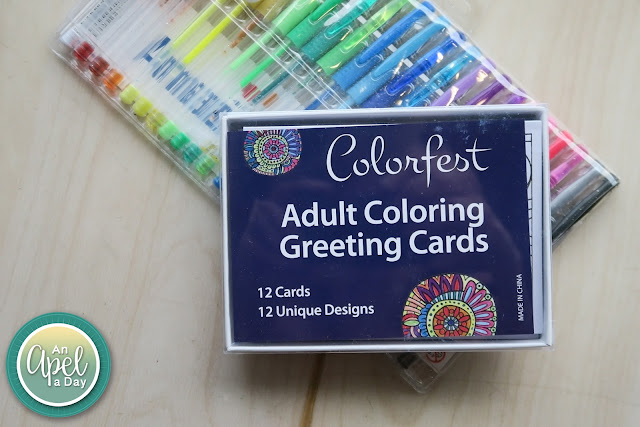 Colorfest
Adult Coloring
Greeting Cards
12 Cards
12 Unique Designs
MADE IN CHINA
An
Apel
a Day